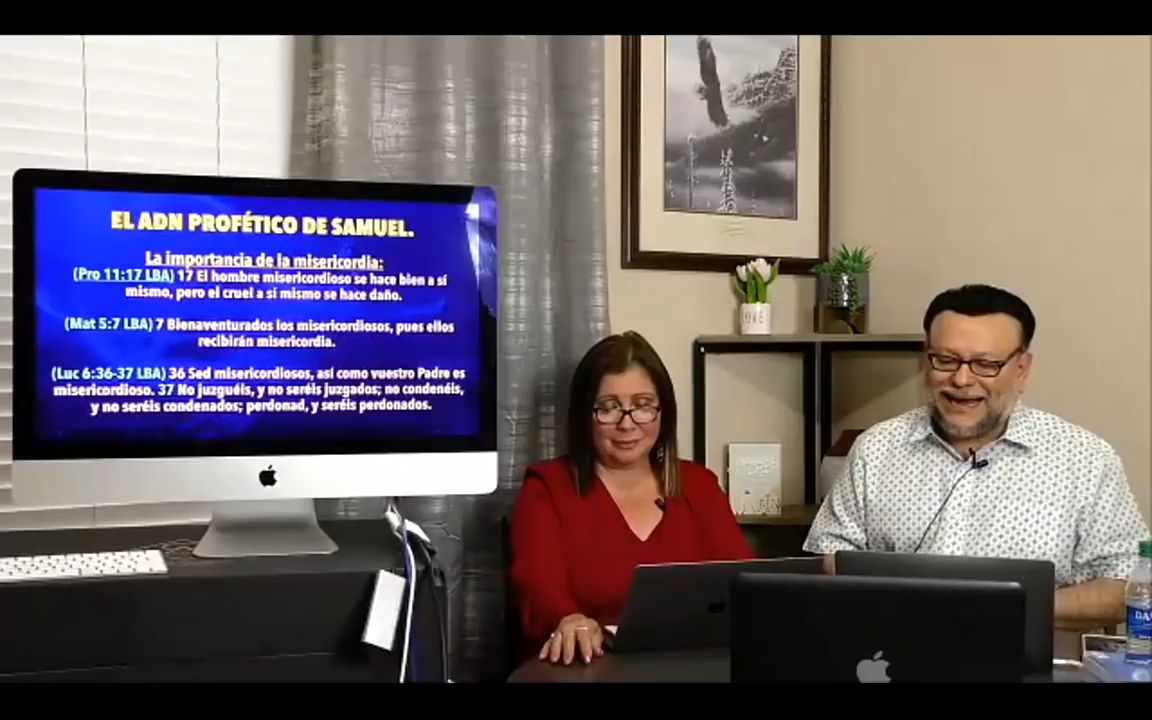 EL ADN PROFÉTICO DE SAMUEL.
La importancia de la misericordia:
(Pro 11:17 LBA) 17 El hombre misericordioso se hace bien a sí
mismo, pero el cruel a sí mismo se hace daño.
(Mat 5:7 LBA) 7 Bienaventurados los misericordiosos, pues ellos
recibirán misericordia.
(Luc 6:36-37 LBA) 36 Sed misericordiosos, así como vuestro Padre es
misericordioso. 37 No juzguéis, y no seréis juzgados; no condenéis,
y no seréis condenados; perdonad, y seréis perdonados.